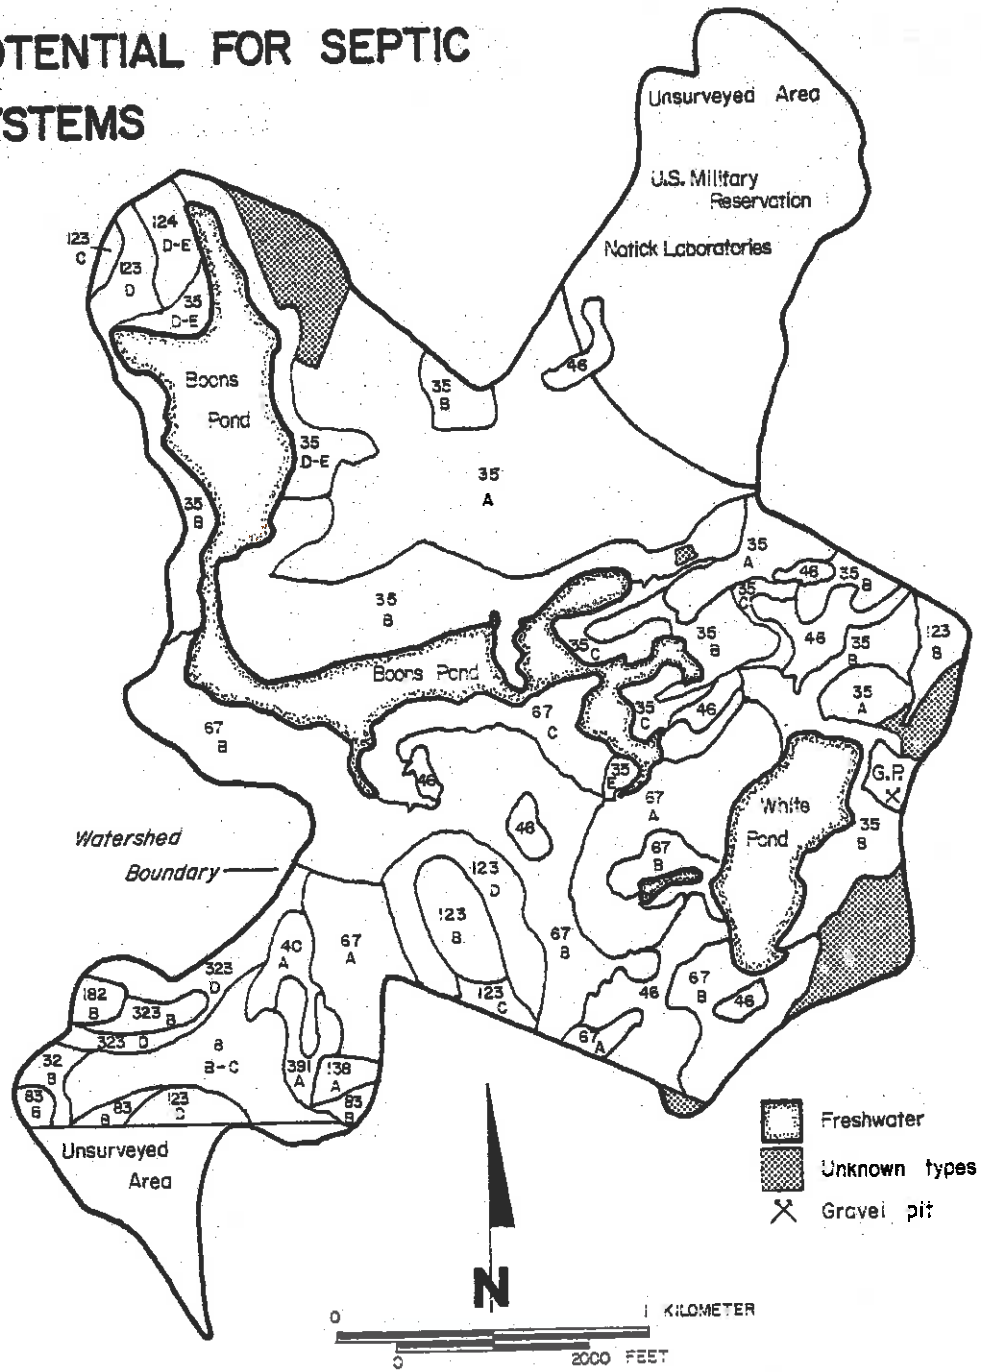 OTENTIAL FOR SEPTIC
YSTEMS
Unsurveyed Area
U.S. Military
Reservation
Natick Laboratories
123
C
123
D
124
D-E
35
D-E
Boons
Pond
35
B
46
35
D-E
35
A
35
B
35
A
46
35
B
35
C
35
B
35
B
46
35
B
123
B
35C
Boons Pond
35
A
67
B
67
C
35
C
46
46
35
E
67
A
White
Pond
G.P.
35
B
46
67
B
Watershed
Boundary
123
D
123
B
67
B
40
A
67
A
323
D
182
B
323 B
323 D
123
C
46
67
B
46
67
A
8
B-C
32
B
391
A
138
A
83
B
83
B
123
83
B
Unsurveyed
Area
Freshwater
Unknown types
Gravel pit
N
0 1 KILOMETER
0 2000 FEET